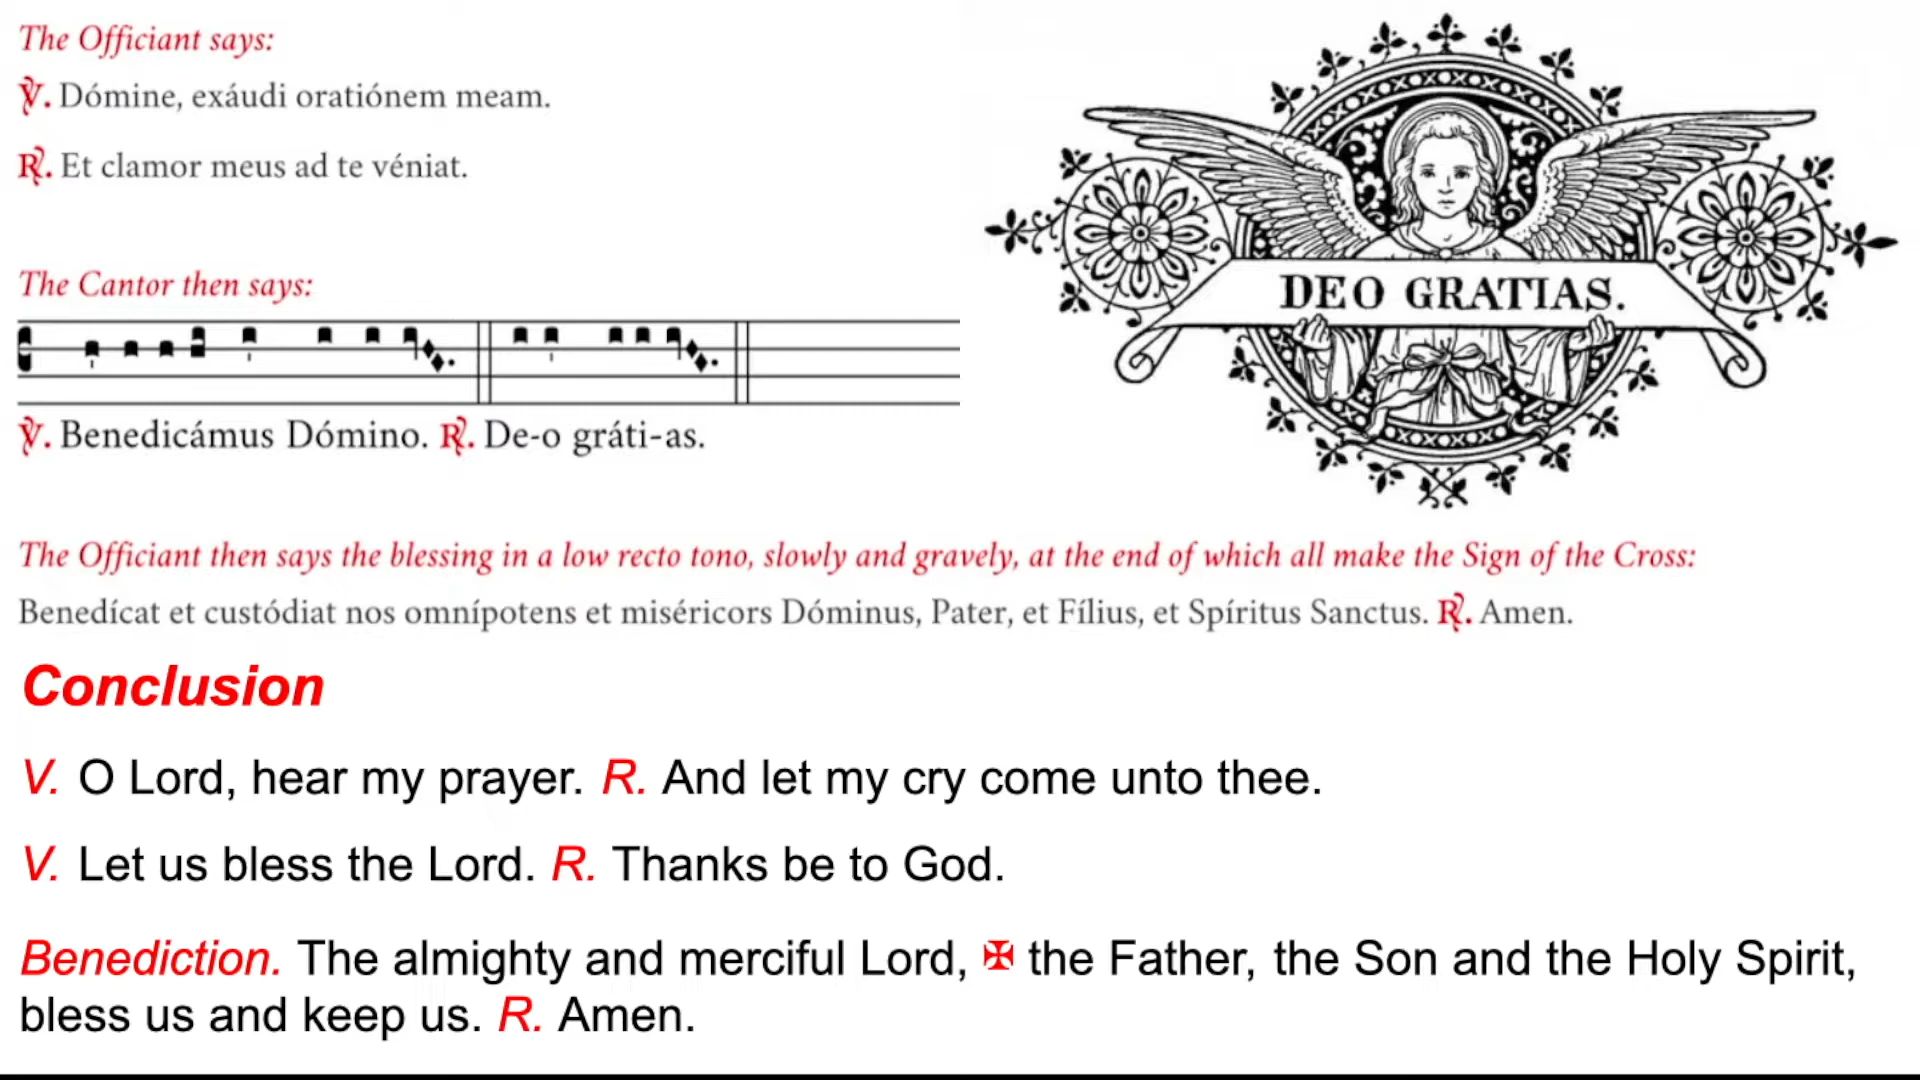 The Officiant says:
℣. Dómine, exáudi oratiónem meam.
℟. Et clamor meus ad te véniat.
The Cantor then says:
℣. Benedicámus Dómino. ℟. De-o gráti-as.
DEO GRATIAS.
The Officiant then says the blessing in a low recto tono, slowly and gravely, at the end of which all make the Sign of the Cross:
Benedícat et custódiat nos omnípotens et miséricors Dóminus, Pater, et Fílius, et Spíritus Sanctus. ℟. Amen.
Conclusion
V. O Lord, hear my prayer. R. And let my cry come unto thee.
V. Let us bless the Lord. R. Thanks be to God.
Benediction. The almighty and merciful Lord, ✠ the Father, the Son and the Holy Spirit,
bless us and keep us. R. Amen.